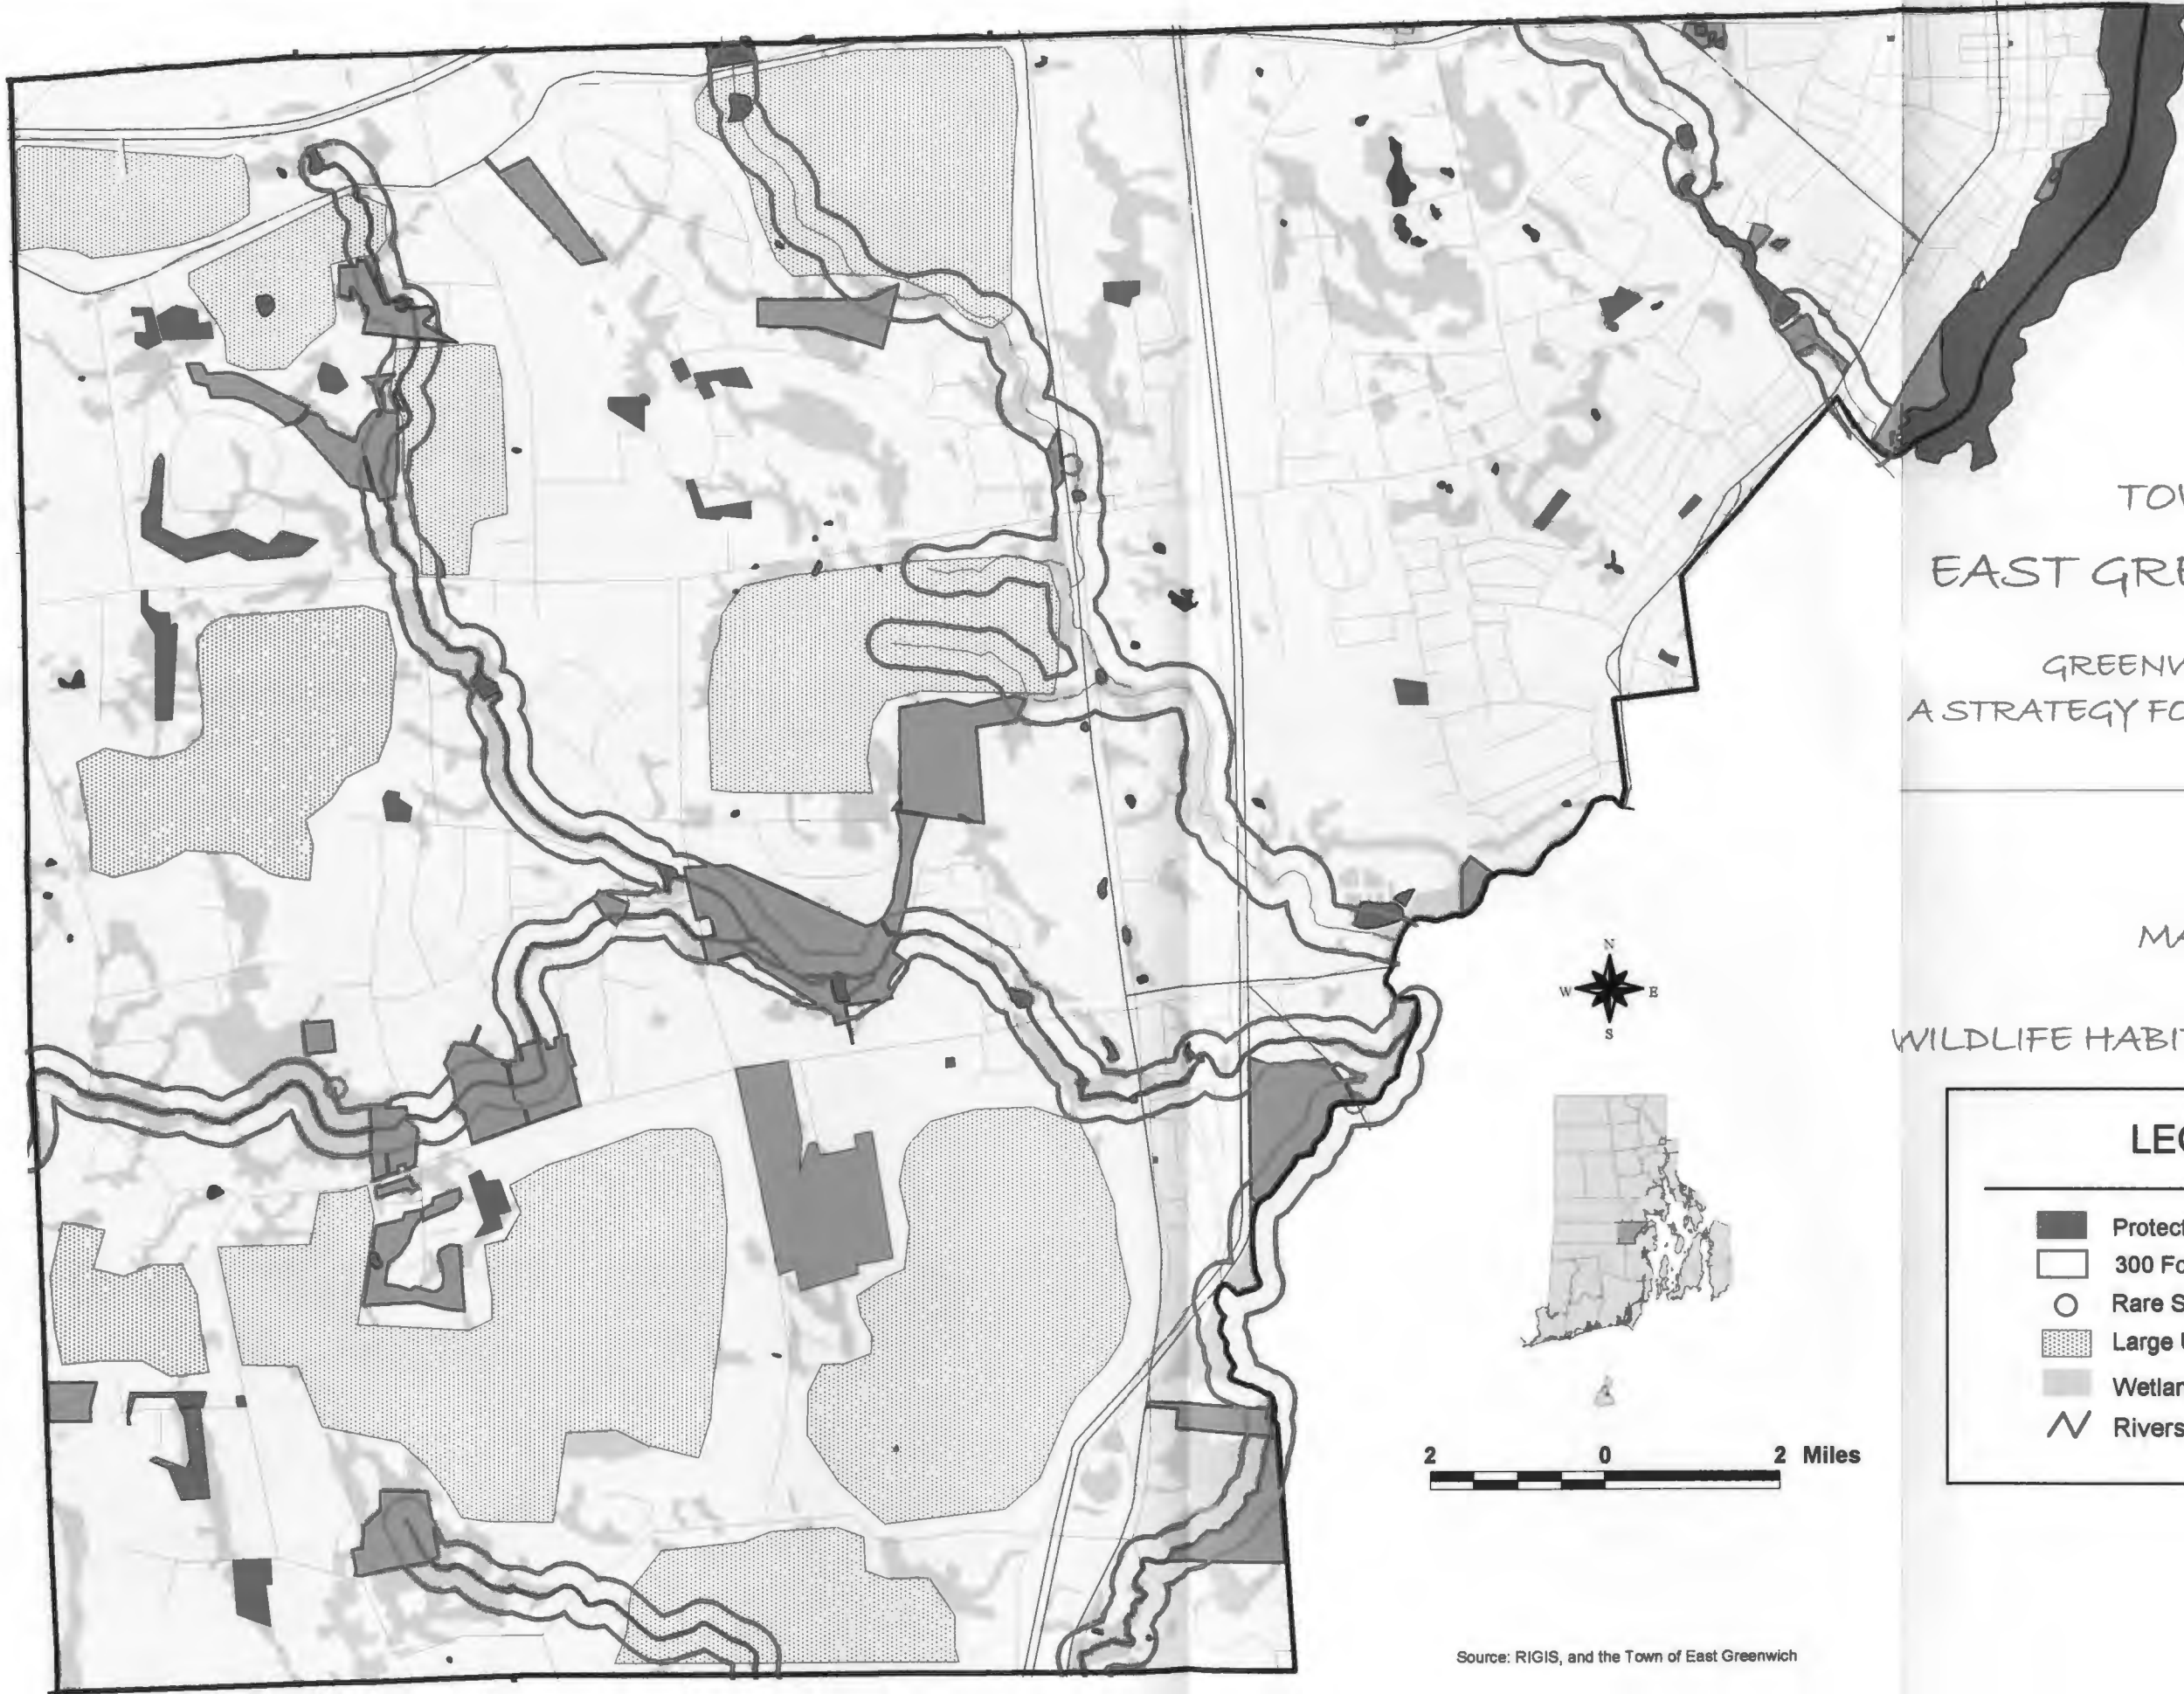 TOW
EAST GRE
GREENW
A STRATEGY FO
MA
WILDLIFE HABI
N
W E
S
2 0 2 Miles
LEG
Protect
300 Fo
Rare S
Large U
Wetlan
Rivers
Source: RIGIS, and the Town of East Greenwich